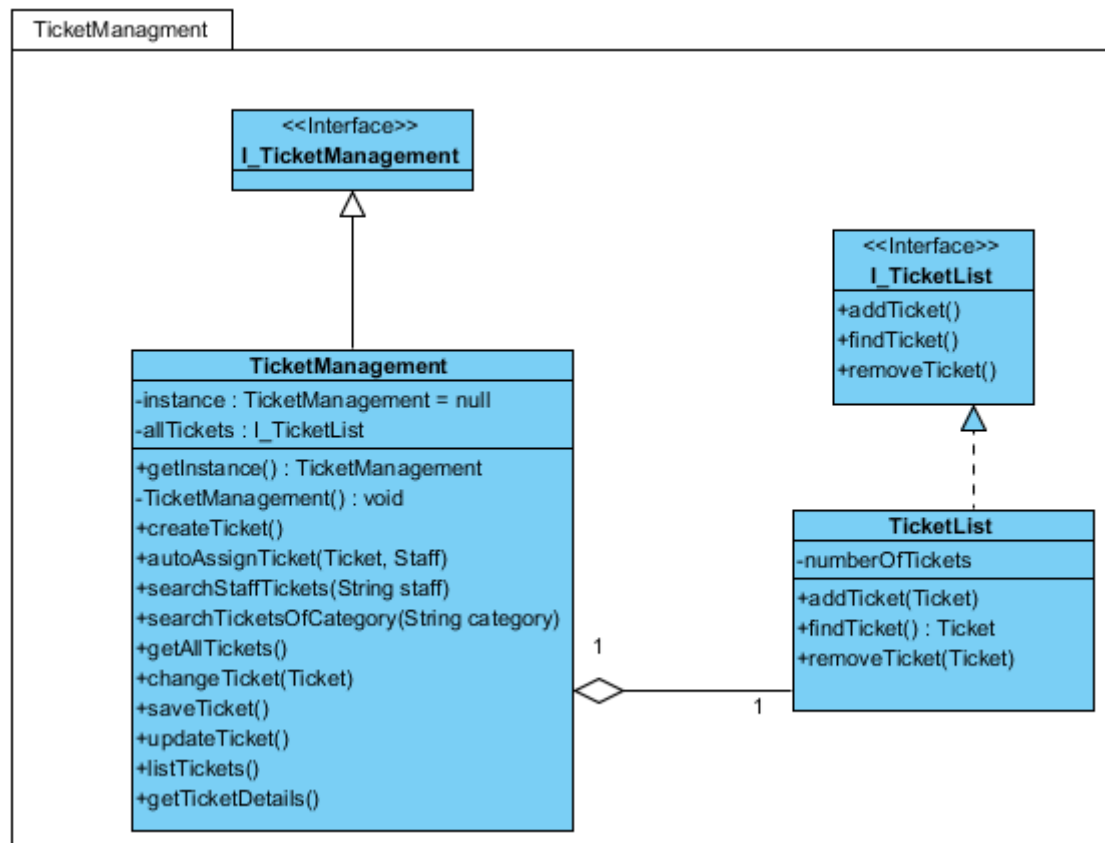 TicketManagment
<<Interface>>
I_TicketManagement
<<Interface>>
I_TicketList
+addTicket()
+findTicket()
+removeTicket()
TicketManagement
-instance : TicketManagement = null
-allTickets : I_TicketList
+getInstance() : TicketManagement
-TicketManagement() : void
+createTicket()
+autoAssignTicket(Ticket, Staff)
+searchStaffTickets(String staff)
+searchTicketsOfCategory(String category)
+getAllTickets()
+changeTicket(Ticket)
+saveTicket()
+updateTicket()
+listTickets()
+getTicketDetails()
1
1
TicketList
-numberOfTickets
+addTicket(Ticket)
+findTicket() : Ticket
+removeTicket(Ticket)